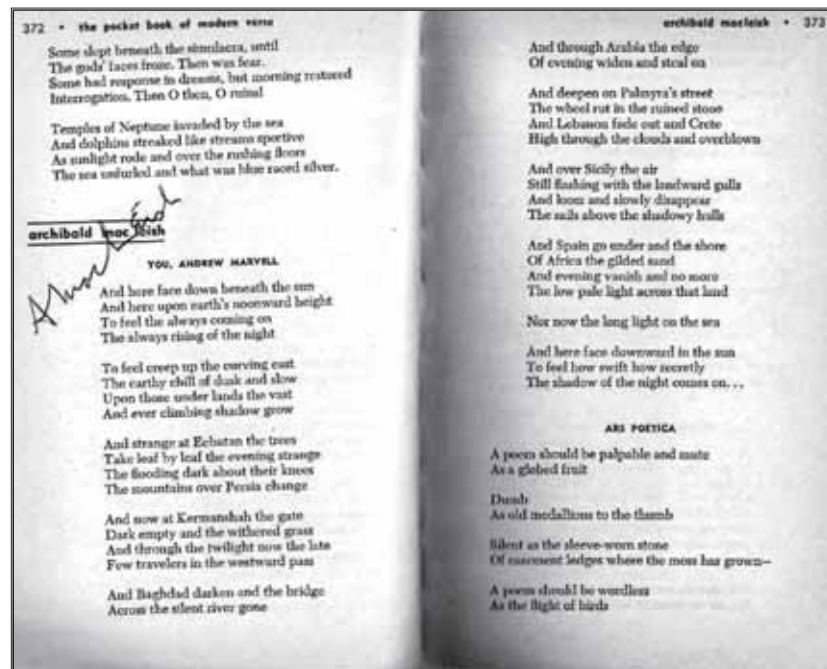 372 • the pocket book of modern verse
Some slept beneath the simulacra, until
The gods' faces froze. Then was fear.
Some had response in dreams, but morning restored
Interrogation. Then O then, O ruins!
Temples of Neptune invaded by the sea
And dolphins streaked like streams sportive
As sunlight rode and over the rushing floors
The sea unfurled and what was blue raced silver.
archibald mac leish
YOU, ANDREW MARVELL
And here face down beneath the sun
And here upon earth's noonward height
To feel the always coming on
The always rising of the night
To feel creep up the curving east
The earthy chill of dusk and slow
Upon those under lands the vast
And ever climbing shadow grow
And strange at Ecbatan the trees
Take leaf by leaf the evening strange
The flooding dark about their knees
The mountains over Persia change
And now at Kermanshah the gate
Dark empty and the withered grass
And through the twilight now the late
Few travelers in the westward pass
And Baghdad darken and the bridge
Across the silent river gone
archibald macleish • 373
And through Arabia the edge
Of evening widen and steal on
And deepen on Palmyra's street
The wheel rut in the ruined stone
And Lebanon fade out and Crete
High through the clouds and overblown
And over Sicily the air
Still flashing with the landward gulls
And loom and slowly disappear
The sails above the shadowy hulls
And Spain go under and the shore
Of Africa the gilded sand
And evening vanish and no more
The low pale light across that land
Nor now the long light on the sea
And here face downward in the sun
To feel how swift how secretly
The shadow of the night comes on...
ARS POETICA
A poem should be palpable and mute
As a globed fruit
Dumb
As old medallions to the thumb
Silent as the sleeve-worn stone
Of casement ledges where the moss has grown—
A poem should be wordless
As the flight of birds